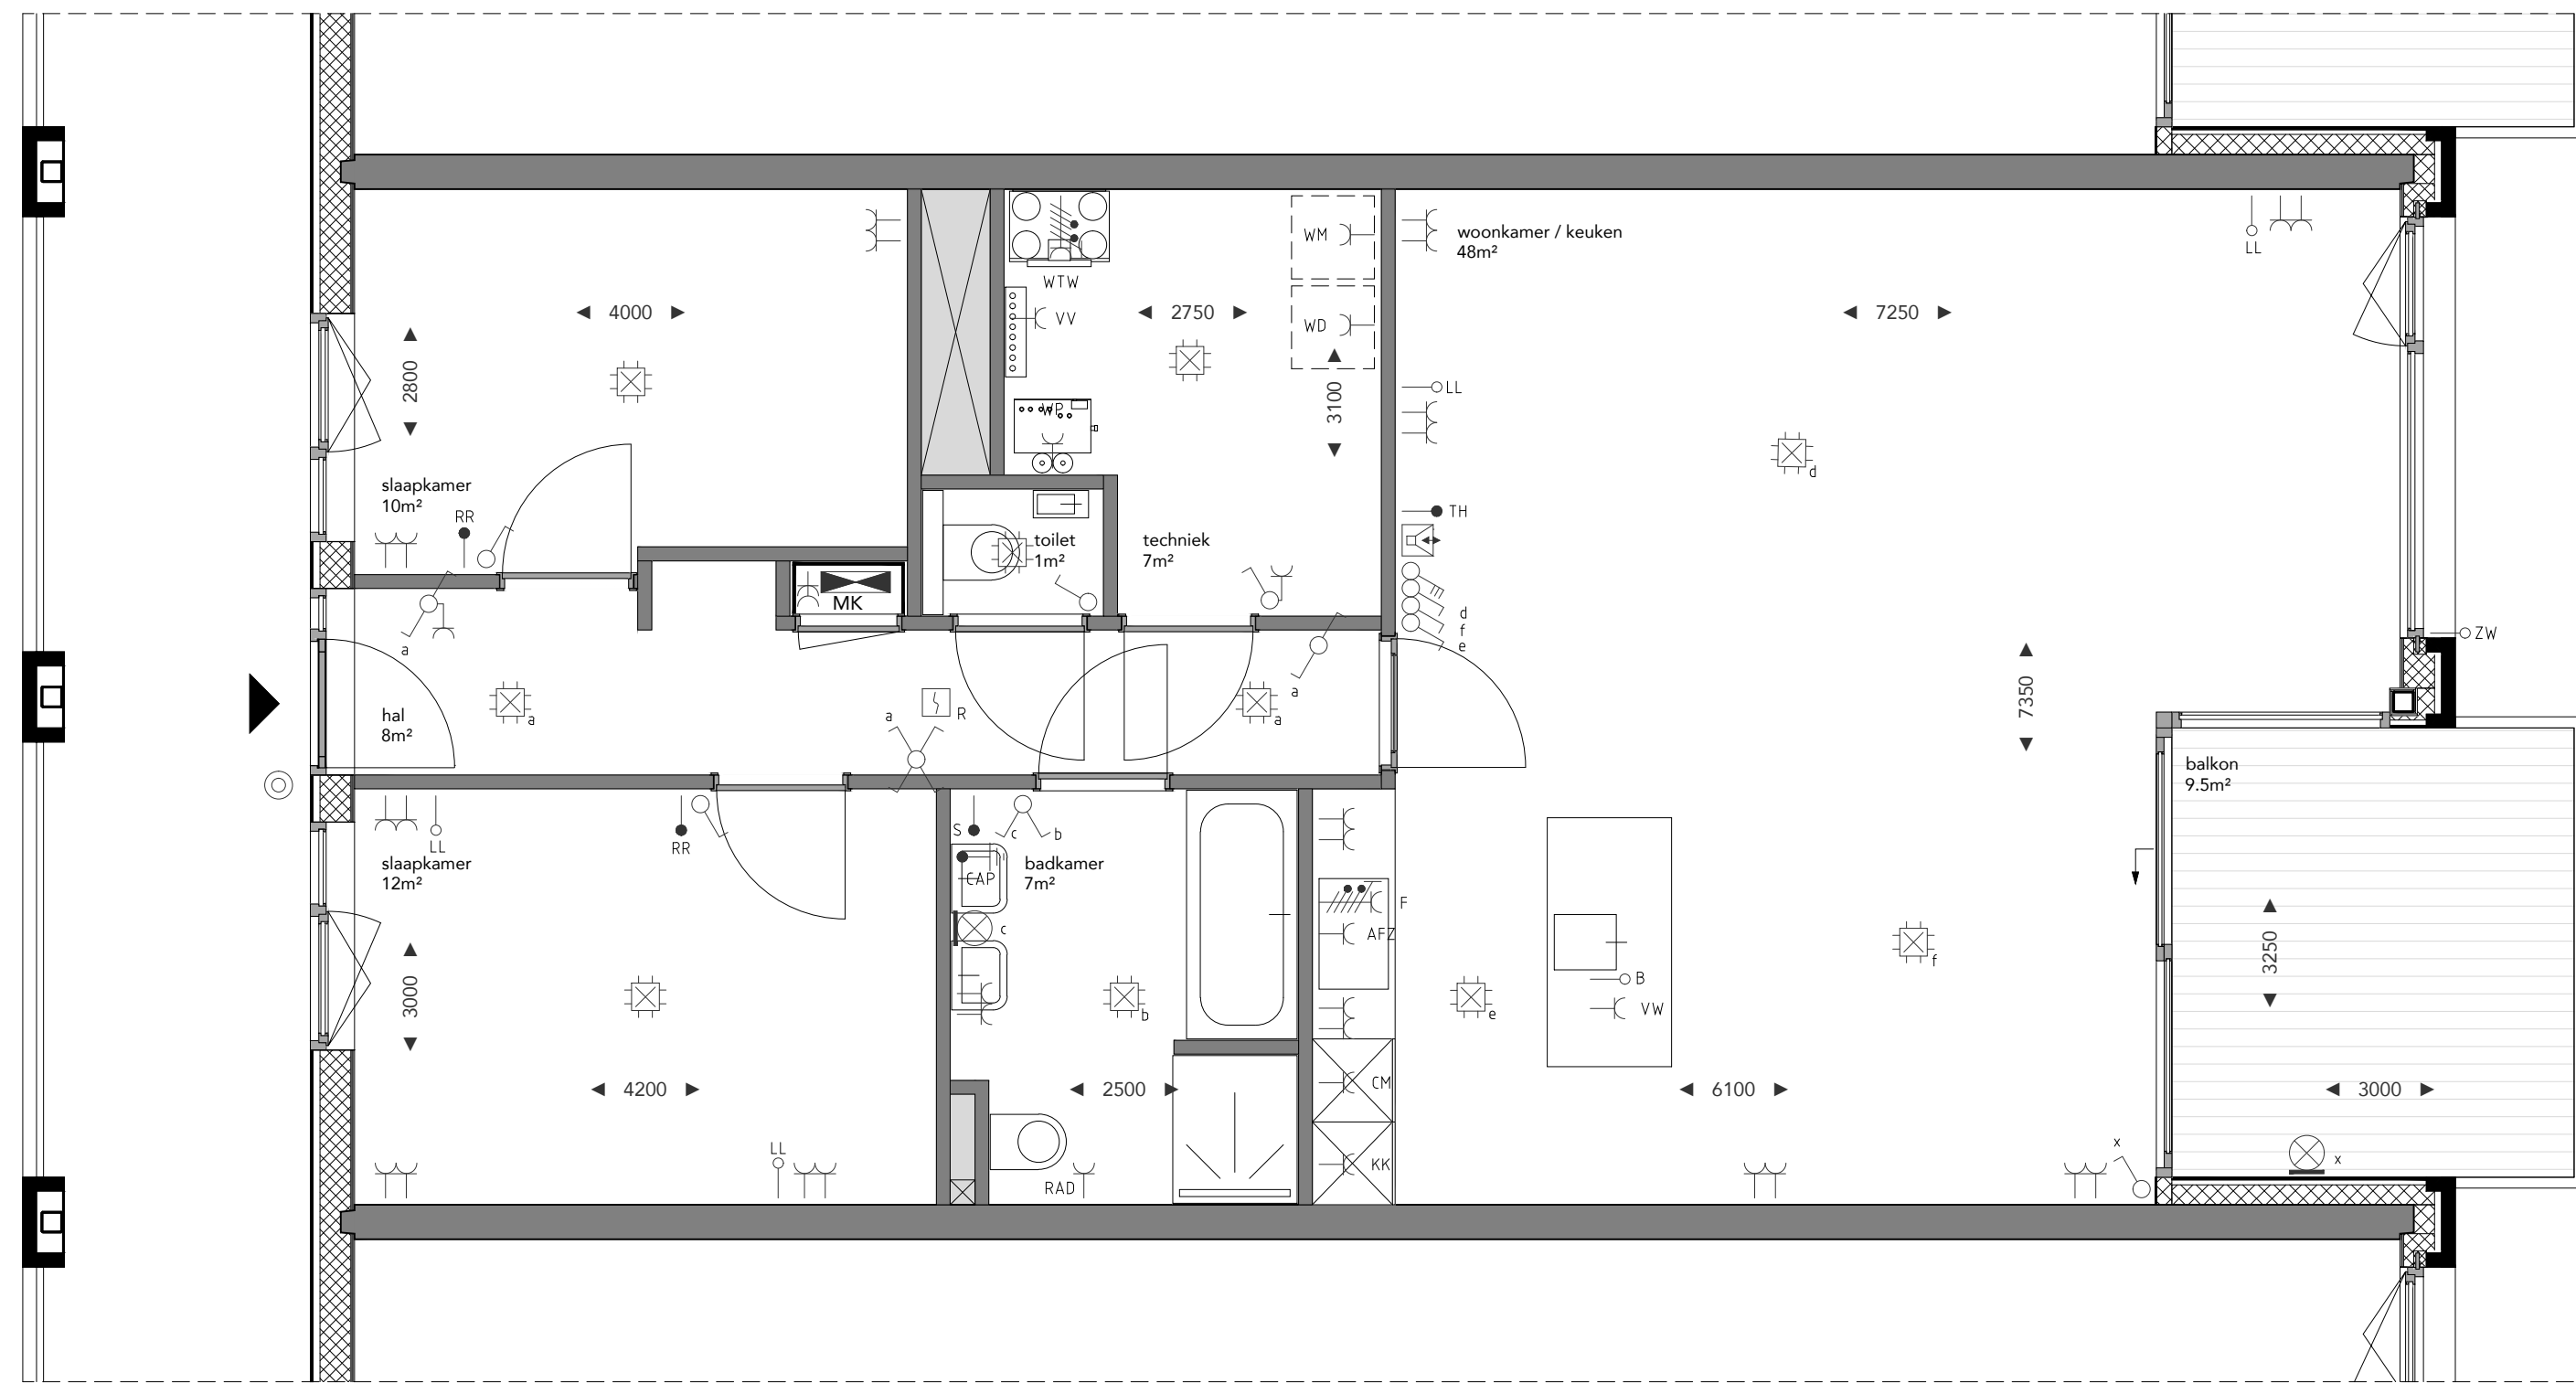 woonkamer / keuken
48m²
LL
WM
WTW
VV
WD
4000
2750
7250
2800
3100
LL
WP
d
slaapkamer
10m²
RR
TH
toilet
1m²
techniek
7m²
MK
d
f
e
ZW
a
a
hal
8m²
a
a
R
a
7350
balkon
9.5m²
LL
RR
S
c
b
slaapkamer
12m²
badkamer
7m²
CAP
F
c
AFZ
f
3250
B
3000
b
e
VW
CM
4200
2500
6100
3000
LL
x
x
KK
RAD